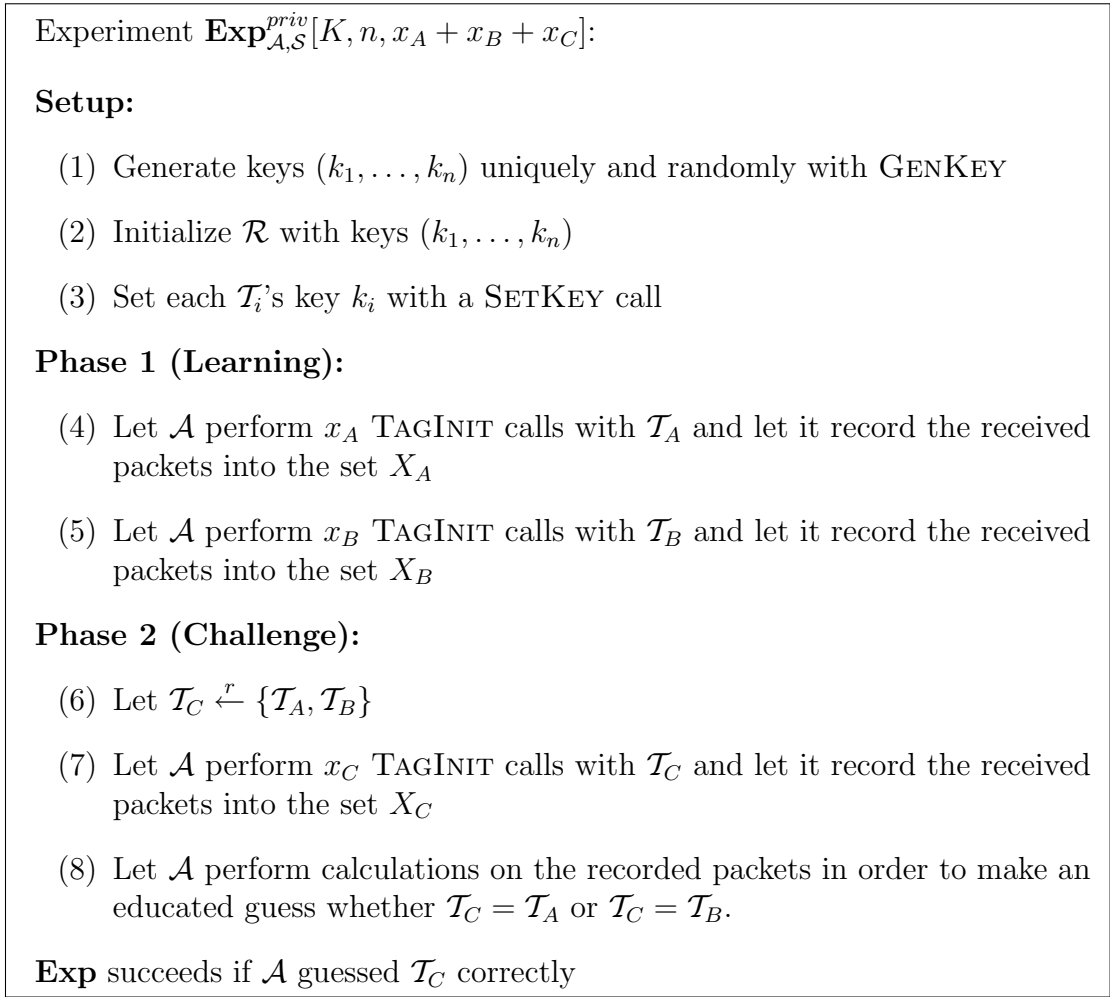 Experiment Exp^{priv}_{𝒜,𝒮}[K, n, x_A + x_B + x_C]:
Setup:
(1) Generate keys (k_1, . . . , k_n) uniquely and randomly with GENKEY
(2) Initialize ℛ with keys (k_1, . . . , k_n)
(3) Set each 𝒯_i's key k_i with a SETKEY call
Phase 1 (Learning):
(4) Let 𝒜 perform x_A TAGINIT calls with 𝒯_A and let it record the received
packets into the set X_A
(5) Let 𝒜 perform x_B TAGINIT calls with 𝒯_B and let it record the received
packets into the set X_B
Phase 2 (Challenge):
(6) Let 𝒯_C ←^r {𝒯_A, 𝒯_B}
(7) Let 𝒜 perform x_C TAGINIT calls with 𝒯_C and let it record the received
packets into the set X_C
(8) Let 𝒜 perform calculations on the recorded packets in order to make an
educated guess whether 𝒯_C = 𝒯_A or 𝒯_C = 𝒯_B.
Exp succeeds if 𝒜 guessed 𝒯_C correctly